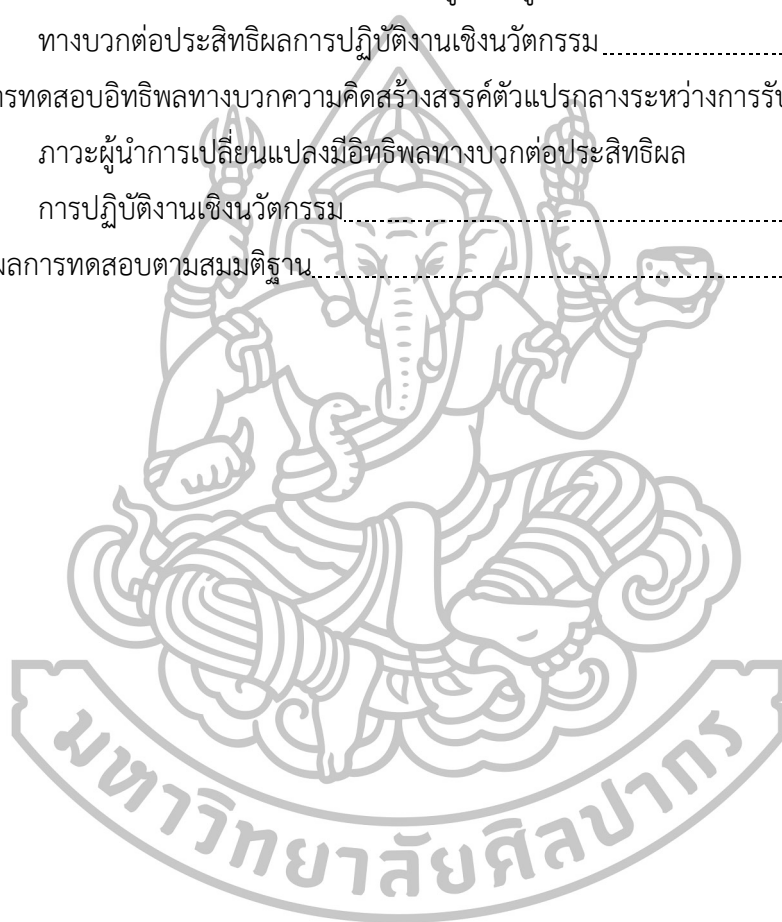 ทางบวกต่อประสิทธิผลการปฏิบัติงานเชิงนวัตกรรม
ารทดสอบอิทธิพลทางบวกความคิดสร้างสรรค์ตัวแปรกลางระหว่างการรั
ภาวะผู้นำการเปลี่ยนแปลงมีอิทธิพลทางบวกต่อประสิทธิผล
การปฏิบัติงานเชิงนวัตกรรม
ผลการทดสอบตามสมมติฐาน
มหาวิทยาลัยศิลปากร